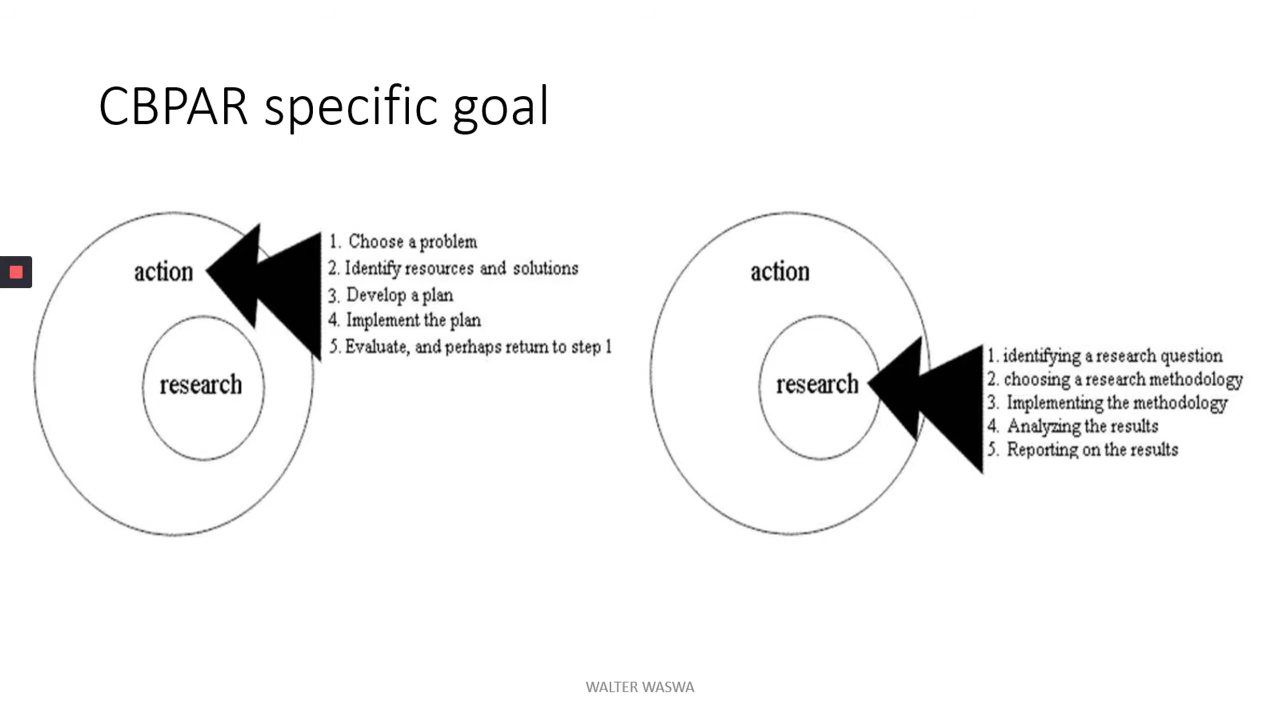 CBPAR specific goal
action
research
1. Choose a problem
2. Identify resources and solutions
3. Develop a plan
4. Implement the plan
5. Evaluate, and perhaps return to step 1
action
research
1. identifying a research question
2. choosing a research methodology
3. Implementing the methodology
4. Analyzing the results
5. Reporting on the results
WALTER WASWA